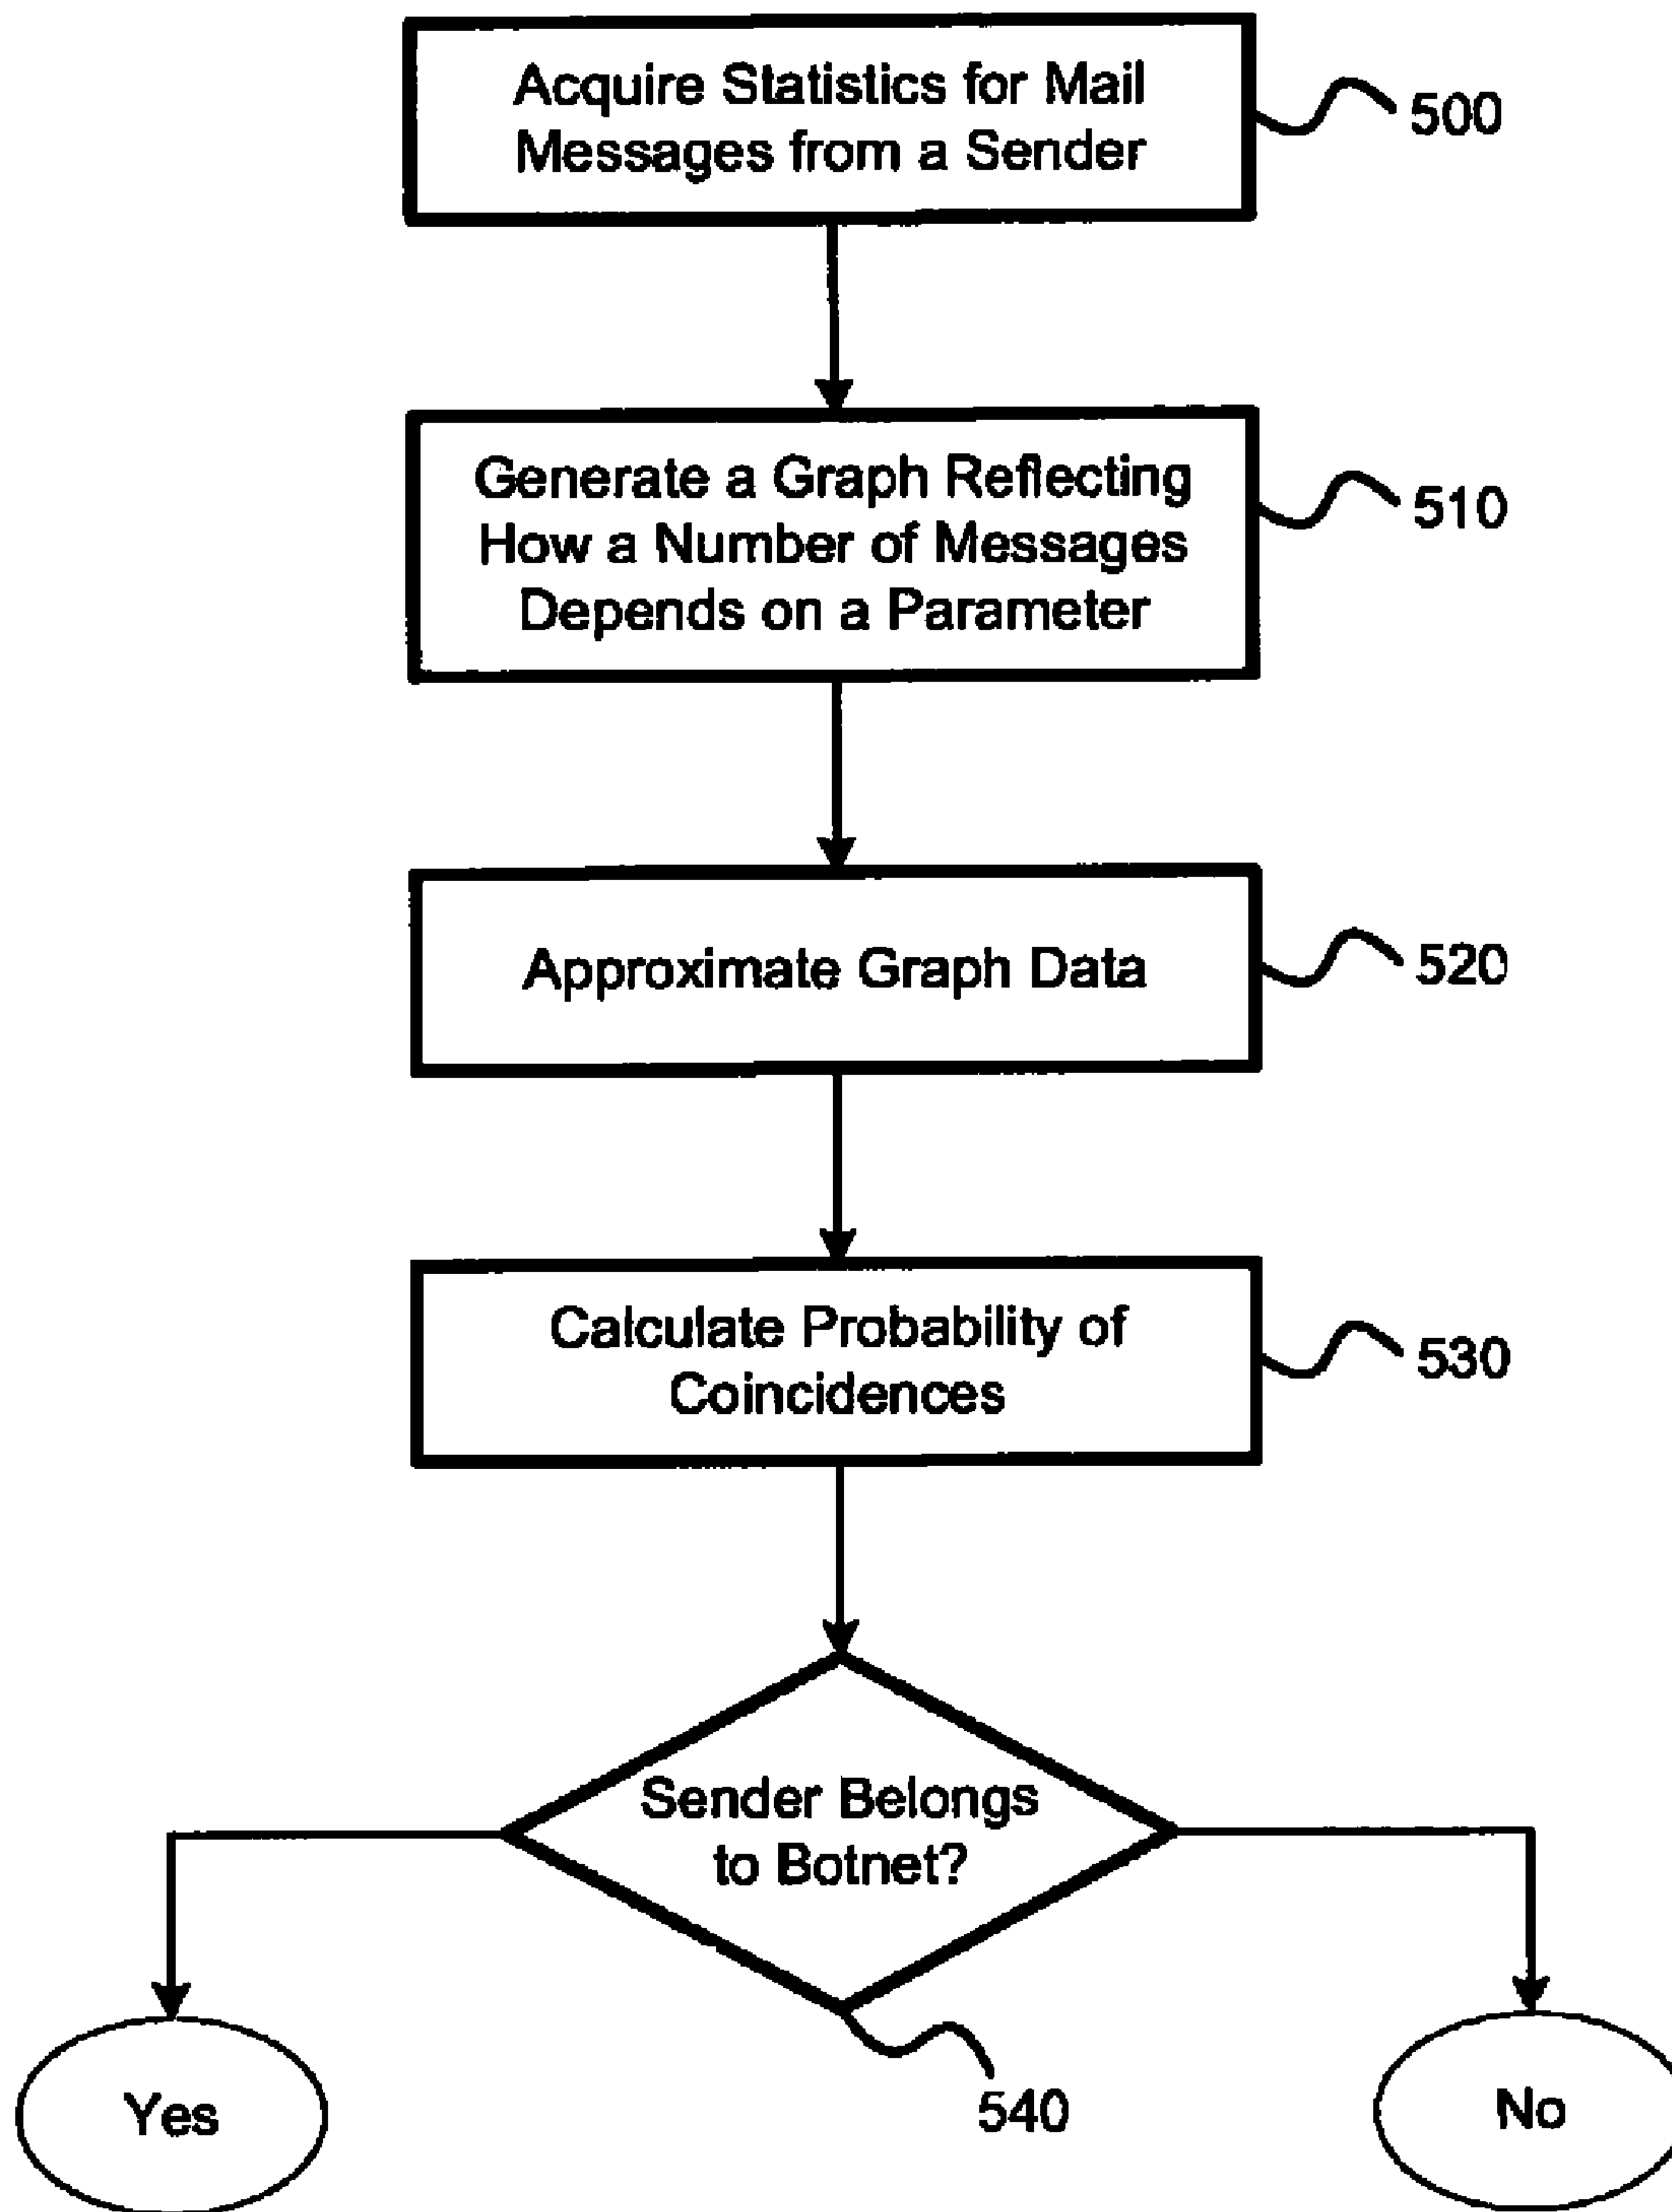 Acquire Statistics for Mail
Messages from a Sender
500
Generate a Graph Reflecting
How a Number of Messages
Depends on a Parameter
510
Approximate Graph Data
520
Calculate Probability of
Coincidences
530
Sender Belongs
to Botnet?
540
Yes
No